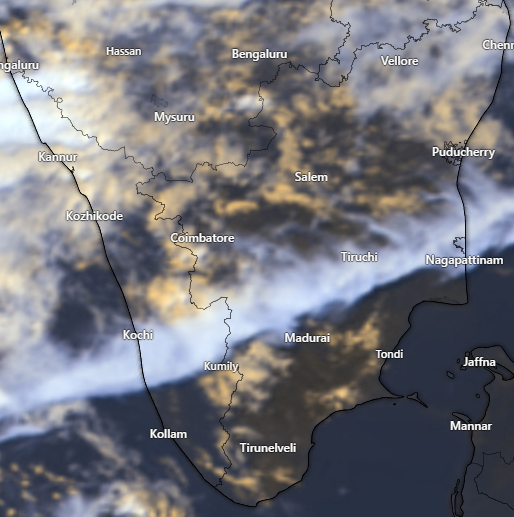 Hassan
Bengaluru
Chenn
ngaluru
Vellore
Mysuru
Kannur
Puducherry
Salem
Kozhikode
Coimbatore
Tiruchi
Nagapattinam
Kochi
Madurai
Tondi
Kumily
Jaffna
Kollam
Mannar
Tirunelveli